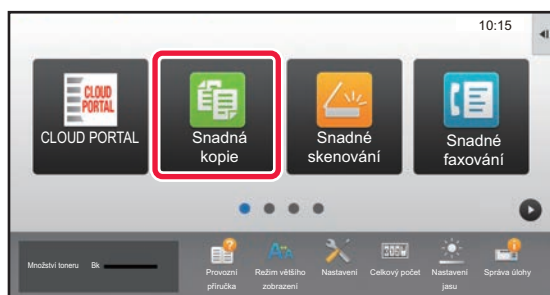 10:15
CLOUD
PORTAL
CLOUD PORTAL
Snadná
kopie
Snadné
skenování
Snadné
faxování
Množství toneru Bk
Provozní
příručka
Režim většího
zobrazení
Nastavení
Celkový počet
Nastavení
jasu
Správa úlohy